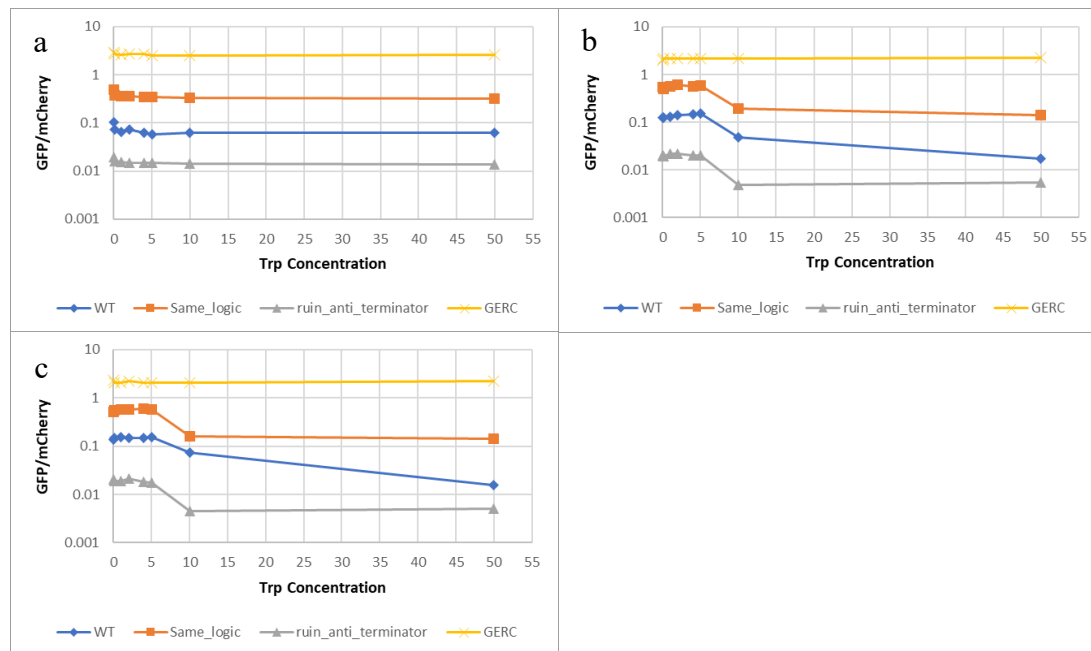 a
10
1
0.1
0.01
0.001
GFP/mCherry
0 5 10 15 20 25 30 35 40 45 50 55
Trp Concentration
WT Same_logic ruin_anti_terminator GERC
b
10
1
0.1
0.01
0.001
GFP/mCherry
0 5 10 15 20 25 30 35 40 45 50 55
Trp Concentration
WT Same_logic ruin_anti_terminator GERC
c
10
1
0.1
0.01
0.001
GFP/mCherry
0 5 10 15 20 25 30 35 40 45 50 55
Trp Concentration
WT Same_logic ruin_anti_terminator GERC